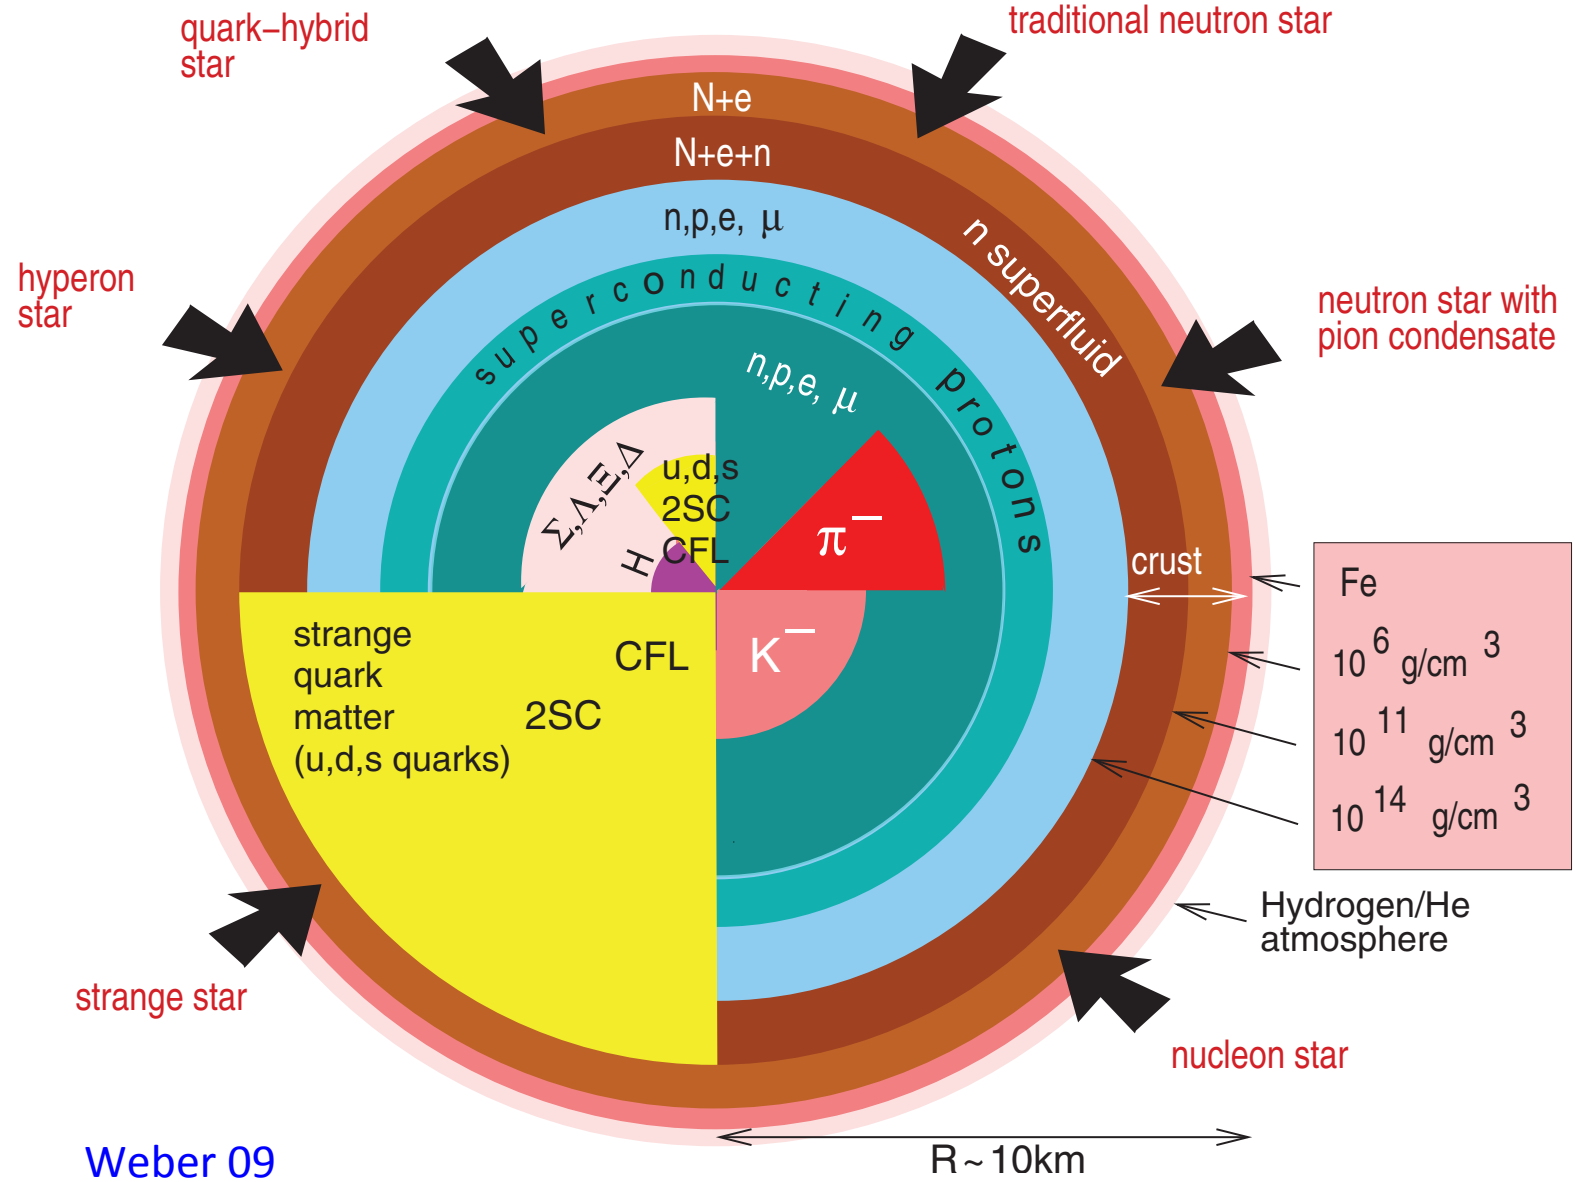 quark–hybrid
star
traditional neutron star
N+e
N+e+n
n,p,e, μ
n superfluid
hyperon
star
neutron star with
pion condensate
superconducting protons
n,p,e, μ
Σ,Λ,Ξ,Δ
u,d,s
2SC
CFL
H
π⁻
crust
Fe
10⁶ g/cm³
10¹¹ g/cm³
10¹⁴ g/cm³
strange
quark
matter
(u,d,s quarks)
CFL
2SC
K⁻
Hydrogen/He
atmosphere
strange star
nucleon star
R ~ 10km
Weber 09